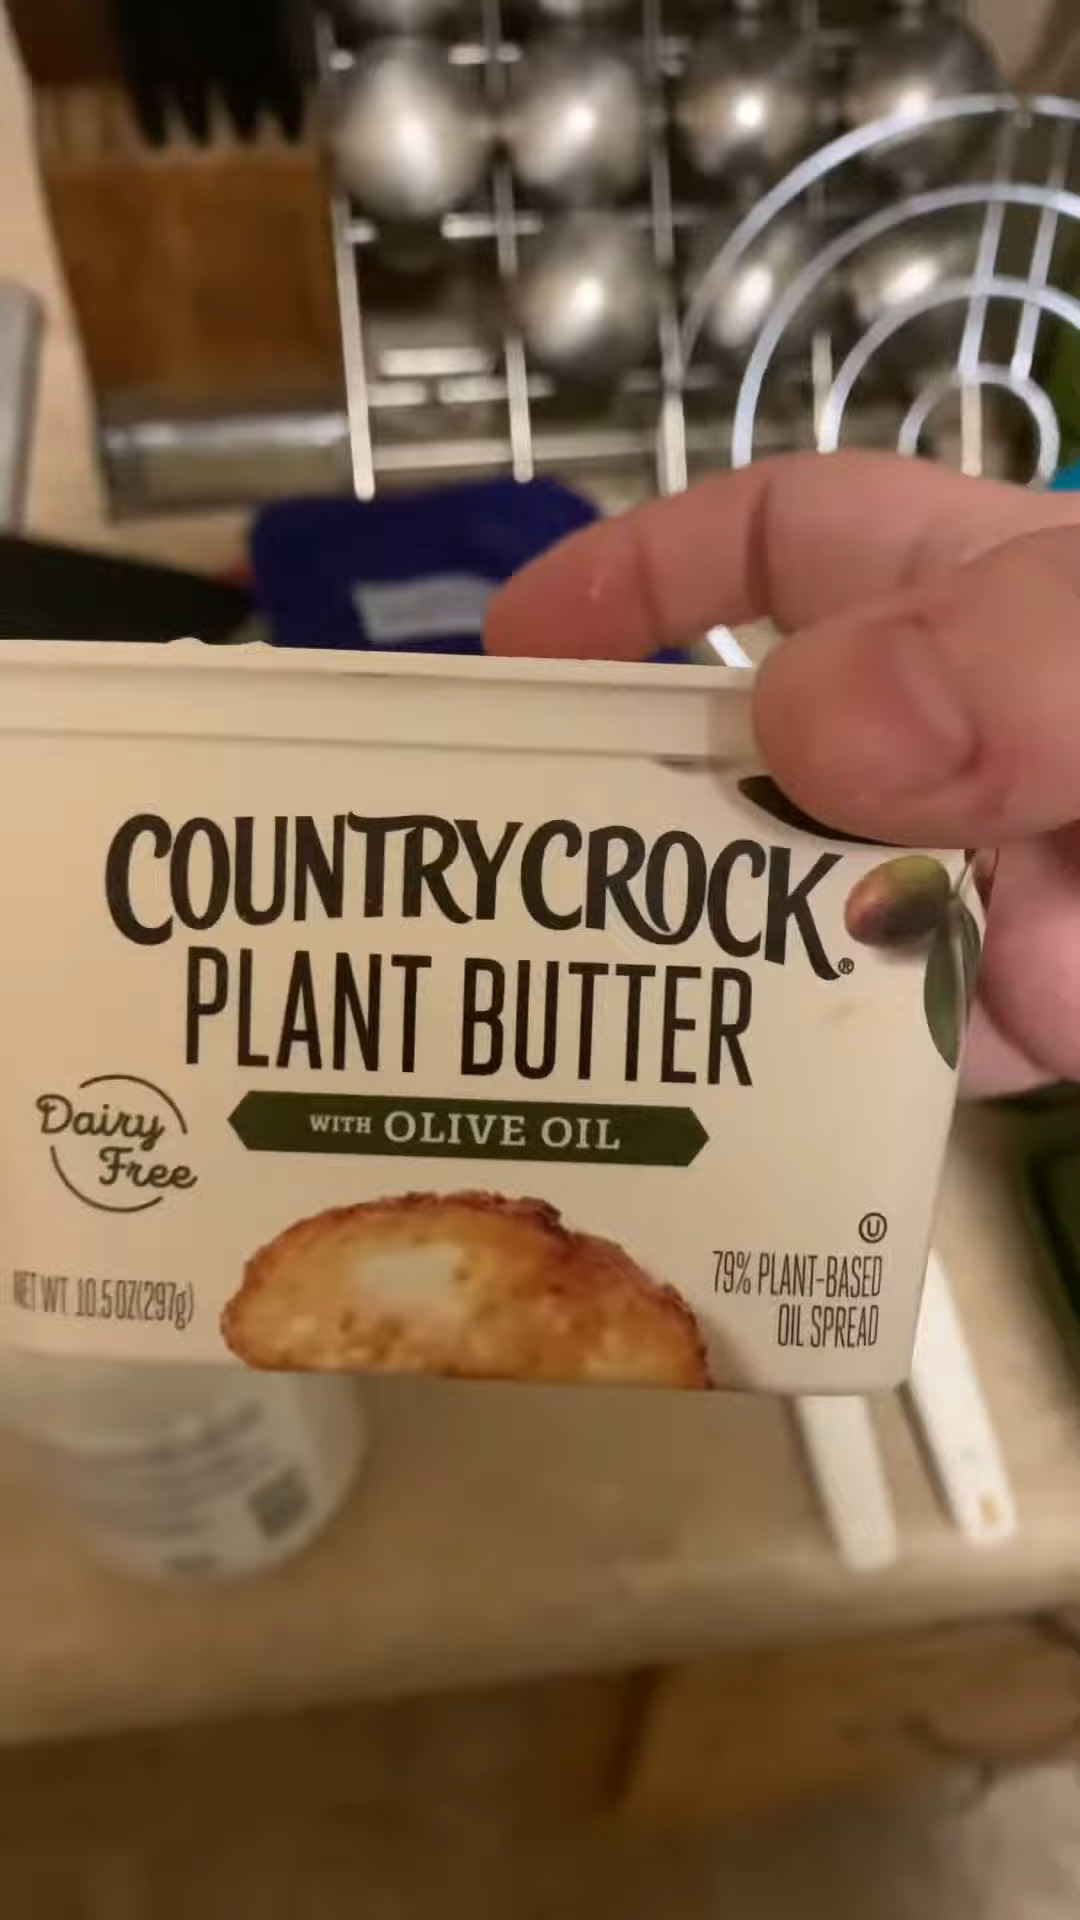 COUNTRY CROCK®
PLANT BUTTER
WITH OLIVE OIL
Dairy
Free
U
79% PLANT-BASED
OIL SPREAD
NET WT 10.5 OZ(297g)